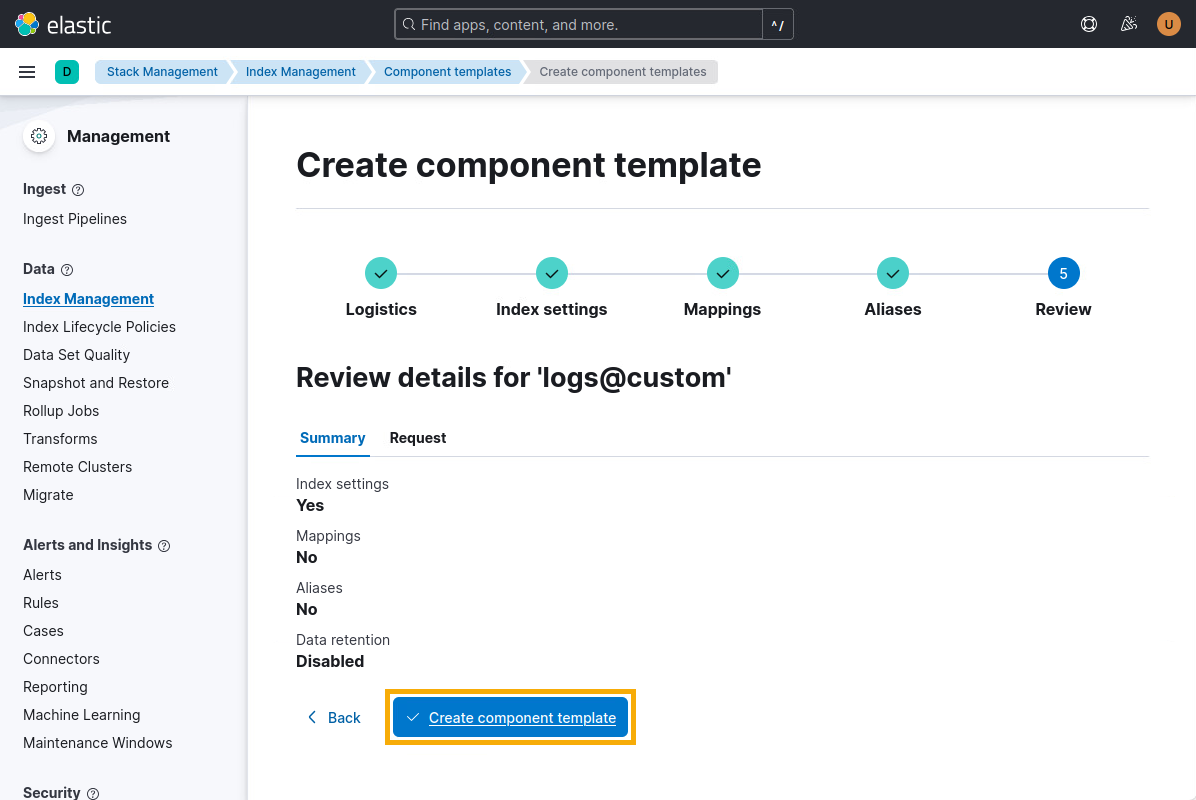 elastic
Find apps, content, and more.
^/
U
D
Stack Management
Index Management
Component templates
Create component templates
Management
Ingest
Ingest Pipelines
Data
Index Management
Index Lifecycle Policies
Data Set Quality
Snapshot and Restore
Rollup Jobs
Transforms
Remote Clusters
Migrate
Alerts and Insights
Alerts
Rules
Cases
Connectors
Reporting
Machine Learning
Maintenance Windows
Security
Create component template
5
Logistics
Index settings
Mappings
Aliases
Review
Review details for 'logs@custom'
Summary
Request
Index settings
Yes
Mappings
No
Aliases
No
Data retention
Disabled
Back
Create component template